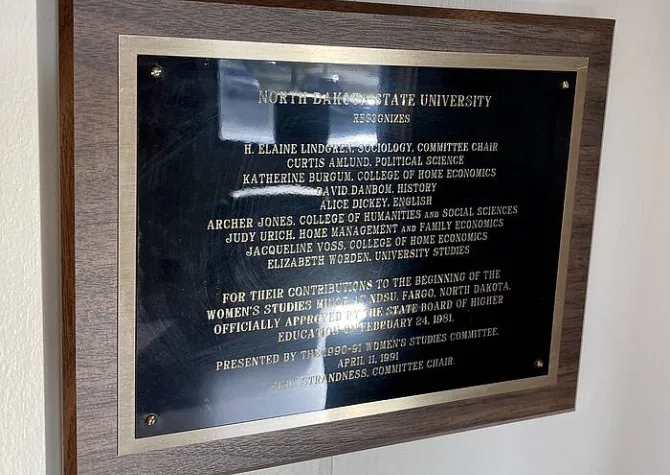 NORTH DAKOTA STATE UNIVERSITY
RECOGNIZES
H. ELAINE LINDGREN, SOCIOLOGY, COMMITTEE CHAIR
CURTIS AMLUND, POLITICAL SCIENCE
KATHERINE BURGUM, COLLEGE OF HOME ECONOMICS
DAVID DANBOM, HISTORY
ALICE DICKEY, ENGLISH
ARCHER JONES, COLLEGE OF HUMANITIES AND SOCIAL SCIENCES
JUDY URICH, HOME MANAGEMENT AND FAMILY ECONOMICS
JACQUELINE VOSS, COLLEGE OF HOME ECONOMICS
ELIZABETH WORDEN, UNIVERSITY STUDIES
FOR THEIR CONTRIBUTIONS TO THE BEGINNING OF THE
WOMEN'S STUDIES MINOR AT NDSU, FARGO, NORTH DAKOTA,
OFFICIALLY APPROVED BY THE STATE BOARD OF HIGHER
EDUCATION ON FEBRUARY 24, 1981.
PRESENTED BY THE 1990-91 WOMEN'S STUDIES COMMITTEE.
APRIL 11, 1991
STRANDNESS, COMMITTEE CHAIR